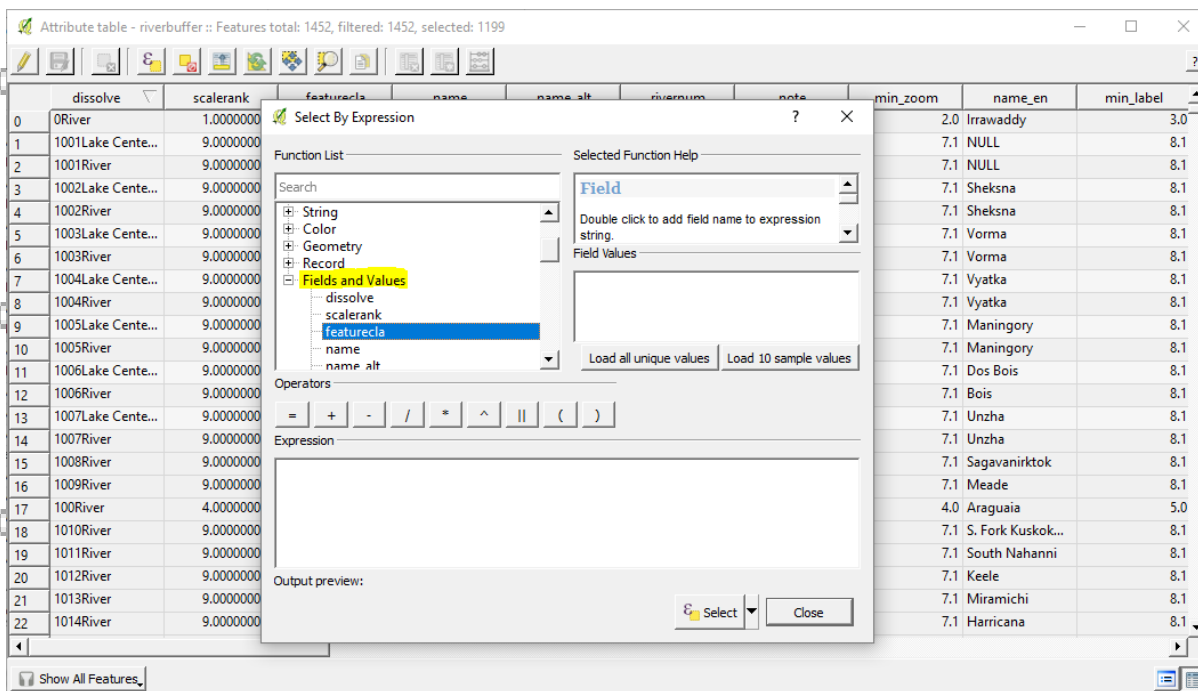 Attribute table - riverbuffer :: Features total: 1452, filtered: 1452, selected: 1199
dissolve scalerank featurecla name name_alt rivernum note min_zoom name_en min_label
0 0River 1.0000000 2.0 Irrawaddy 3.0
1 1001Lake Cente... 9.0000000 7.1 NULL 8.1
2 1001River 9.0000000 7.1 NULL 8.1
3 1002Lake Cente... 9.0000000 7.1 Sheksna 8.1
4 1002River 9.0000000 7.1 Sheksna 8.1
5 1003Lake Cente... 9.0000000 7.1 Vorma 8.1
6 1003River 9.0000000 7.1 Vorma 8.1
7 1004Lake Cente... 9.0000000 7.1 Vyatka 8.1
8 1004River 9.0000000 7.1 Vyatka 8.1
9 1005Lake Cente... 9.0000000 7.1 Maningory 8.1
10 1005River 9.0000000 7.1 Maningory 8.1
11 1006Lake Cente... 9.0000000 7.1 Dos Bois 8.1
12 1006River 9.0000000 7.1 Bois 8.1
13 1007Lake Cente... 9.0000000 7.1 Unzha 8.1
14 1007River 9.0000000 7.1 Unzha 8.1
15 1008River 9.0000000 7.1 Sagavanirktok 8.1
16 1009River 9.0000000 7.1 Meade 8.1
17 100River 4.0000000 4.0 Araguaia 5.0
18 1010River 9.0000000 7.1 S. Fork Kuskok... 8.1
19 1011River 9.0000000 7.1 South Nahanni 8.1
20 1012River 9.0000000 7.1 Keele 8.1
21 1013River 9.0000000 7.1 Miramichi 8.1
22 1014River 9.0000000 7.1 Harricana 8.1
Show All Features
Select By Expression ? ×
Function List
Search
String
Color
Geometry
Record
Fields and Values
dissolve
scalerank
featurecla
name
name_alt
Selected Function Help
Field
Double click to add field name to expression
string.
Field Values
Load all unique values Load 10 sample values
Operators
= + - / * ^ || ( )
Expression
Output preview:
ε Select Close